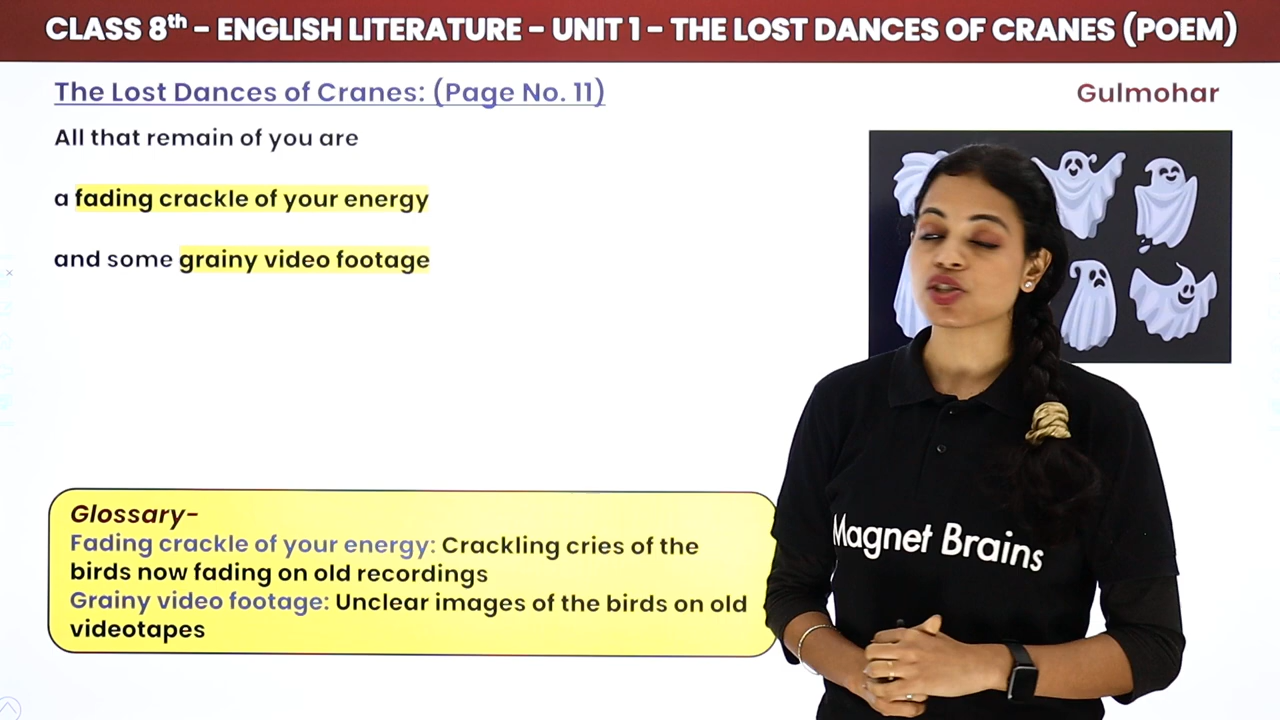 CLASS 8th – ENGLISH LITERATURE – UNIT 1 – THE LOST DANCES OF CRANES (POEM)
The Lost Dances of Cranes: (Page No. 11)
Gulmohar
All that remain of you are
a fading crackle of your energy
and some grainy video footage
Glossary-
Fading crackle of your energy: Crackling cries of the
birds now fading on old recordings
Grainy video footage: Unclear images of the birds on old
videotapes
Magnet Brains